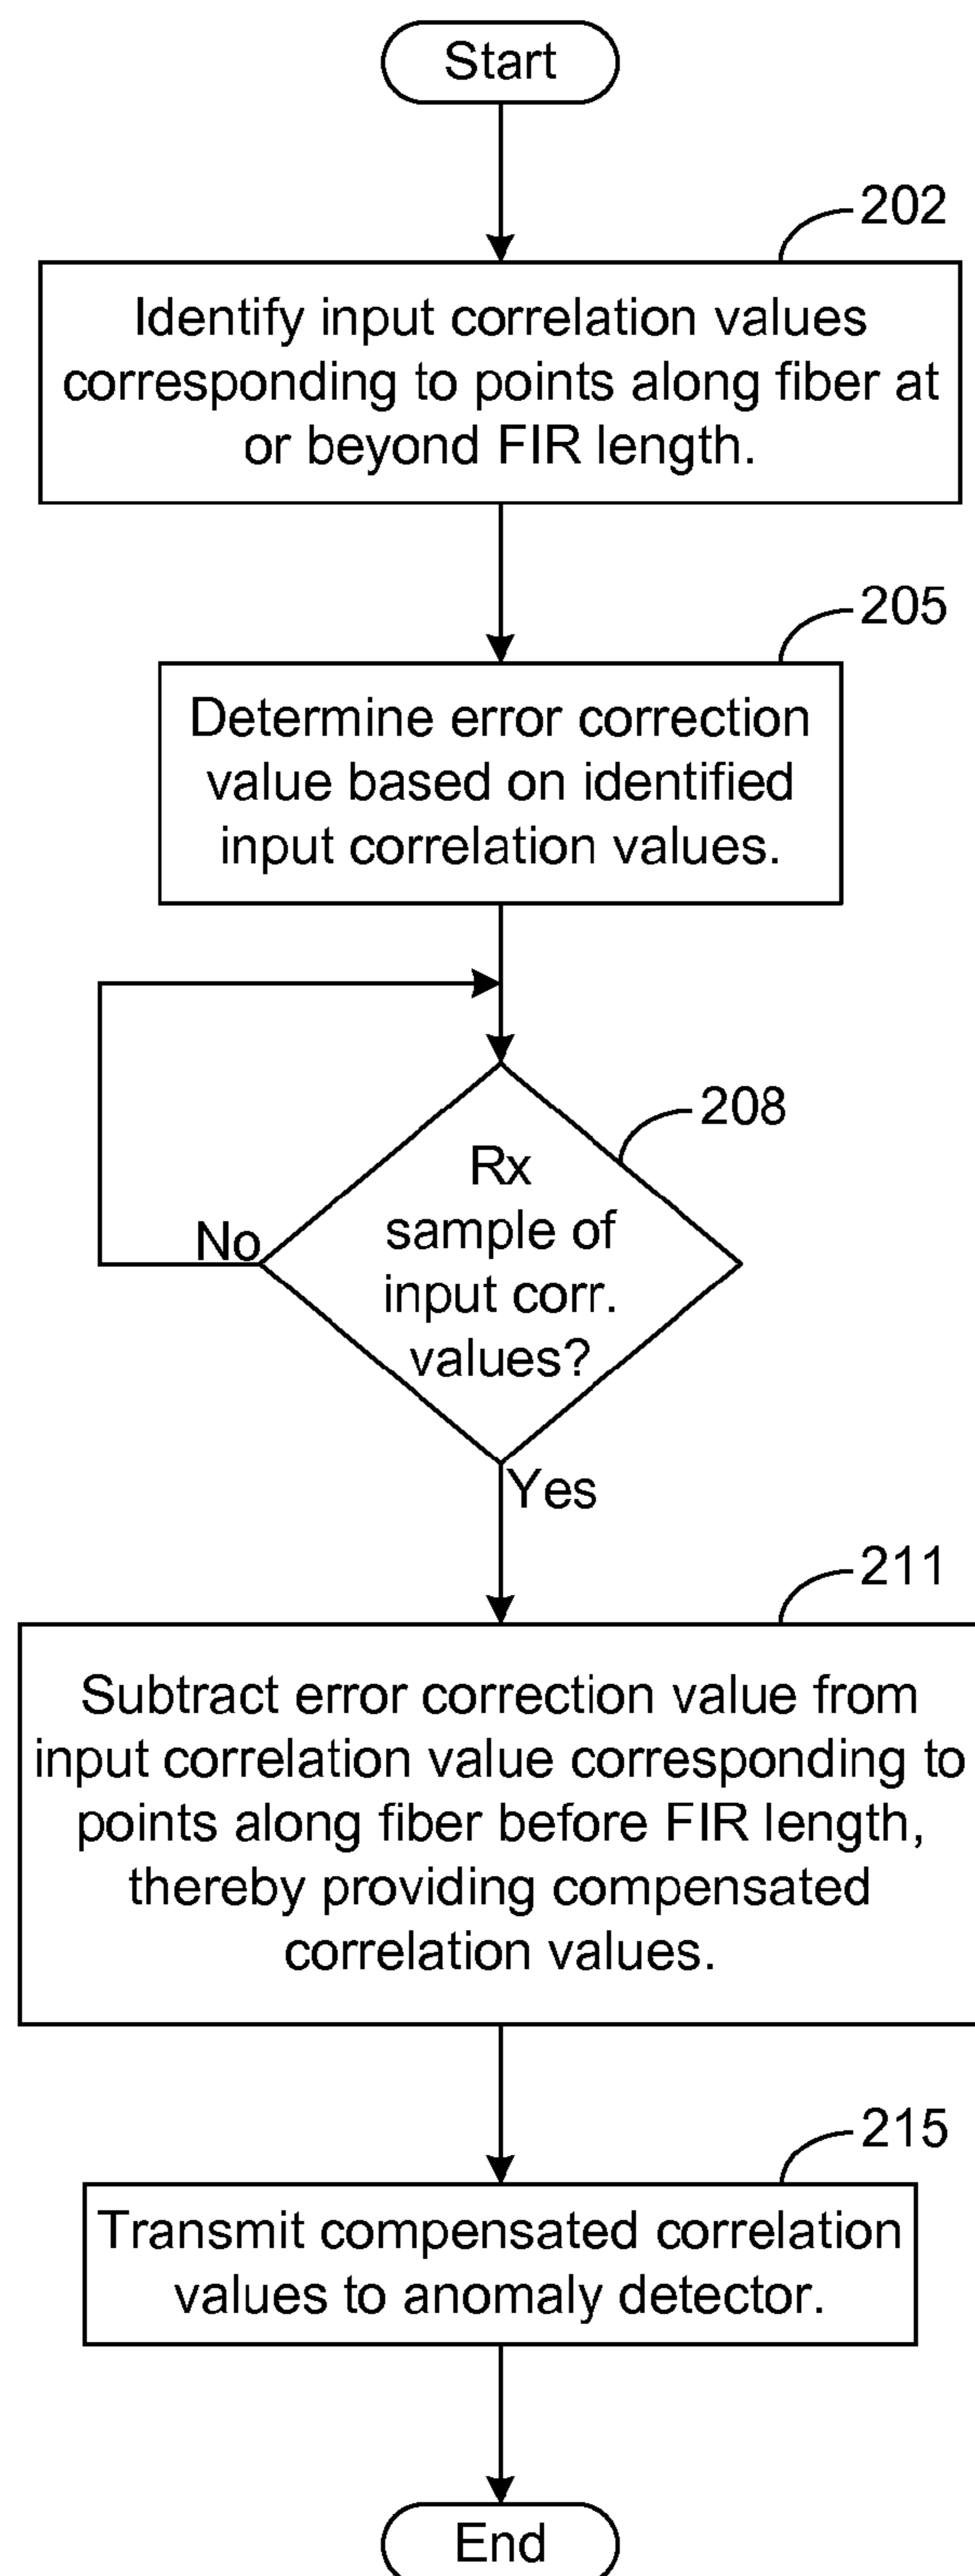 Start
202
Identify input correlation values
corresponding to points along fiber at
or beyond FIR length.
205
Determine error correction
value based on identified
input correlation values.
208
Rx
sample of
input corr.
values?
No
Yes
211
Subtract error correction value from
input correlation value corresponding to
points along fiber before FIR length,
thereby providing compensated
correlation values.
215
Transmit compensated correlation
values to anomaly detector.
End